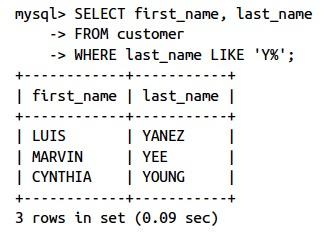 mysql> SELECT first_name, last_name
    -> FROM customer
    -> WHERE last_name LIKE 'Y%';
+------------+-----------+
| first_name | last_name |
+------------+-----------+
| LUIS       | YANEZ     |
| MARVIN     | YEE       |
| CYNTHIA    | YOUNG     |
+------------+-----------+
3 rows in set (0.09 sec)